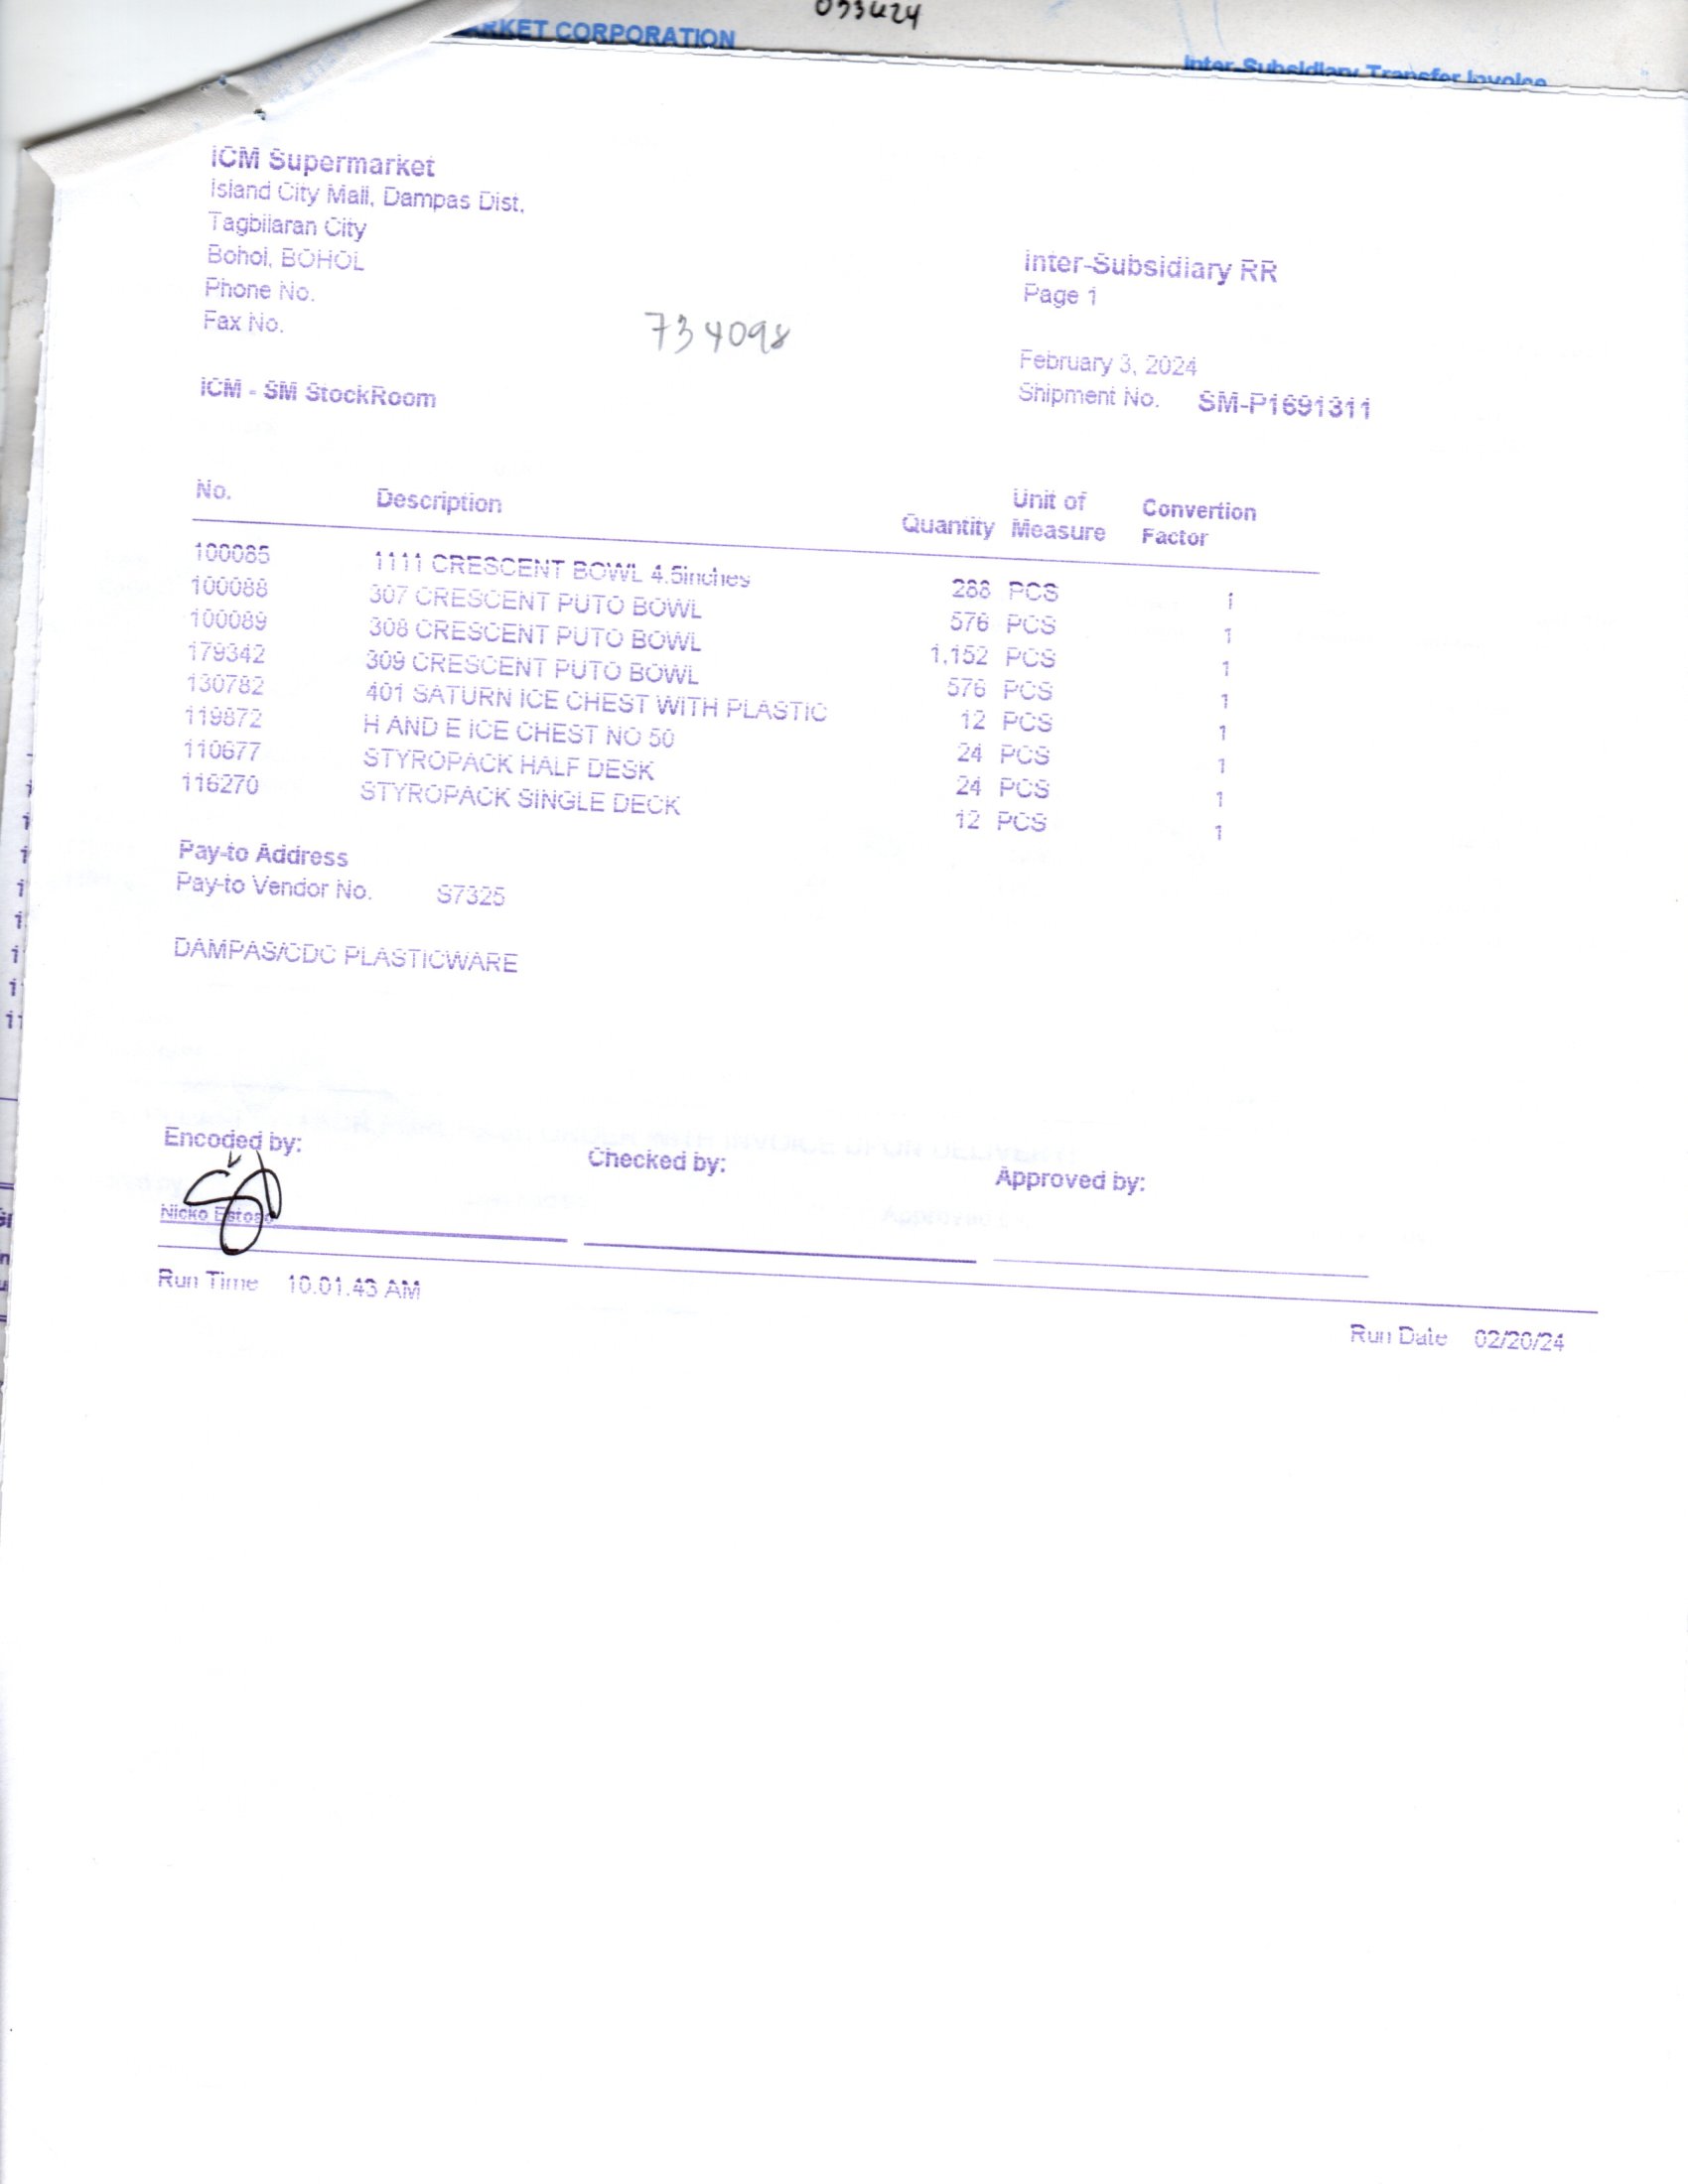 MARKET CORPORATION
Inter-Subsidiary Transfer Invoice
ICM Supermarket
Island City Mall, Dampas Dist.
Tagbilaran City
Bohol, BOHOL
Phone No.
Fax No.
734098
Inter-Subsidiary RR
Page 1
February 3, 2024
Shipment No. SM-P1691311
ICM - SM StockRoom
No. Description Quantity Unit of Measure Convertion Factor
100085 1111 CRESCENT BOWL 4.5inches 288 PCS 1
100088 307 CRESCENT PUTO BOWL 576 PCS 1
100089 308 CRESCENT PUTO BOWL 1,152 PCS 1
179342 309 CRESCENT PUTO BOWL 576 PCS 1
130782 401 SATURN ICE CHEST WITH PLASTIC 12 PCS 1
119872 H AND E ICE CHEST NO 50 24 PCS 1
110677 STYROPACK HALF DESK 24 PCS 1
116270 STYROPACK SINGLE DECK 12 PCS 1
Pay-to Address
Pay-to Vendor No. S7325
DAMPAS/CDC PLASTICWARE
Encoded by: Checked by: Approved by:
Nicko
Run Time 10:01:43 AM
Run Date 02/20/24